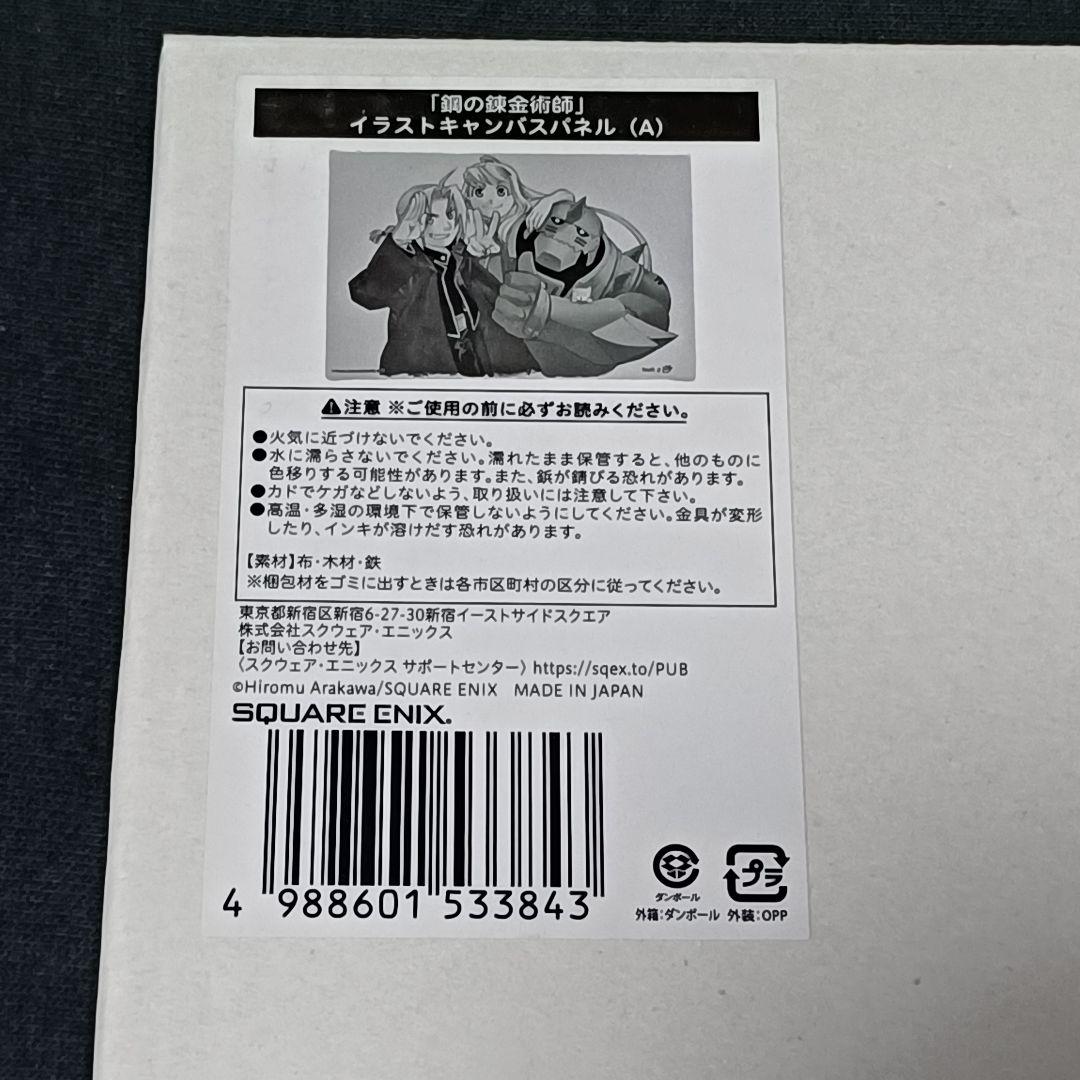 「鋼の錬金術師」
イラストキャンバスパネル（A）
⚠注意 ※ご使用の前に必ずお読みください。
●火気に近づけないでください。
●水に濡らさないでください。濡れたまま保管すると、他のものに
色移りする可能性があります。また、鋲が錆びる恐れがあります。
●カドでケガなどしないよう、取り扱いには注意して下さい。
●高温・多湿の環境下で保管しないようにしてください。金具が変形
したり、インキが溶けだす恐れがあります。
【素材】布・木材・鉄
※梱包材をゴミに出すときは各市区町村の区分に従ってください。
東京都新宿区新宿6-27-30新宿イーストサイドスクエア
株式会社スクウェア・エニックス
【お問い合わせ先】
〈スクウェア・エニックス サポートセンター〉https://sqex.to/PUB
©Hiromu Arakawa/SQUARE ENIX MADE IN JAPAN
SQUARE ENIX.
4 988601 533843
ダンボール
外箱：ダンボール
プラ
外装：OPP